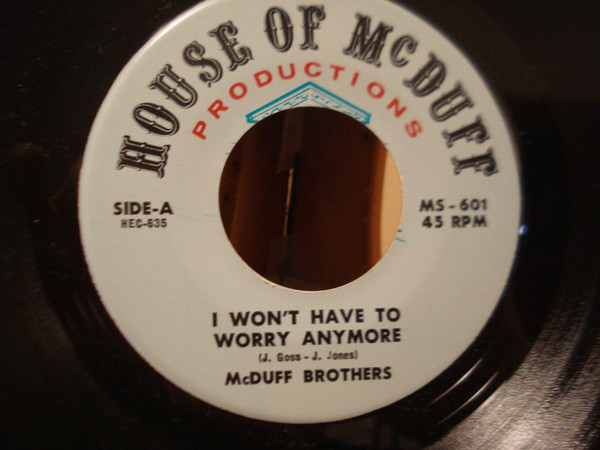 HOUSE OF McDUFF
PRODUCTIONS
SIDE-A
HEC-635
MS-601
45 RPM
I WON'T HAVE TO
WORRY ANYMORE
(J. Goss - J. Jones)
McDUFF BROTHERS